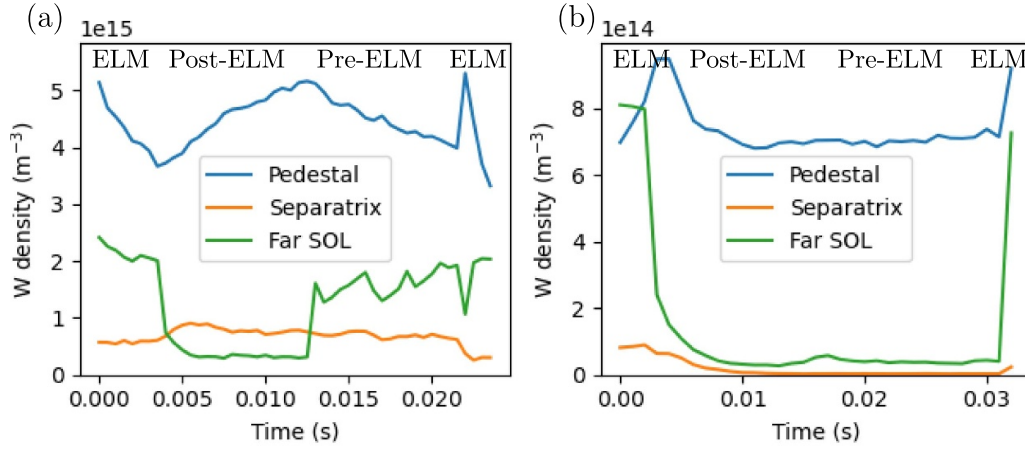 (a)
1e15
ELM Post-ELM Pre-ELM ELM
5
4
3
2
1
0
W density (m⁻³)
Pedestal
Separatrix
Far SOL
0.000 0.005 0.010 0.015 0.020
Time (s)
(b)
1e14
ELM Post-ELM Pre-ELM ELM
8
6
4
2
0
W density (m⁻³)
Pedestal
Separatrix
Far SOL
0.00 0.01 0.02 0.03
Time (s)